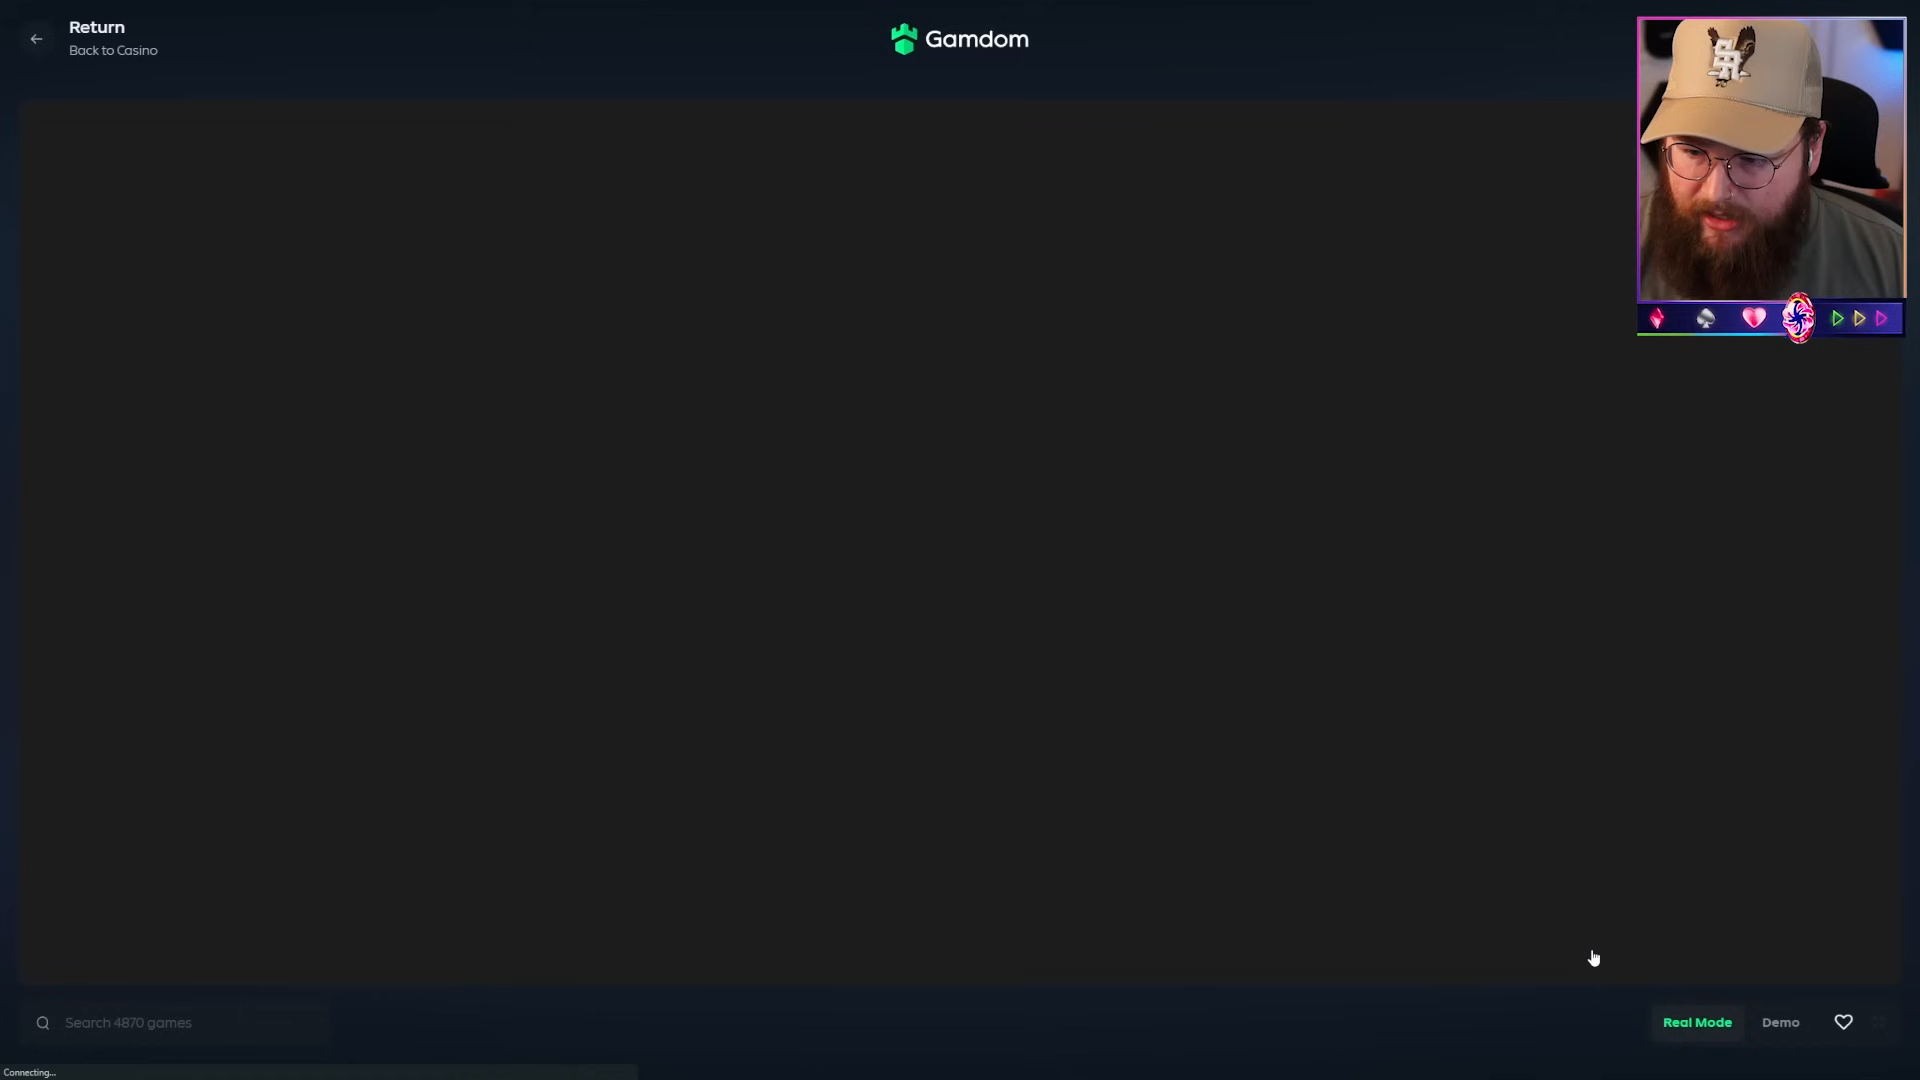 Return
Back to Casino
Gamdom
Search 4870 games
Real Mode
Demo
Connecting...